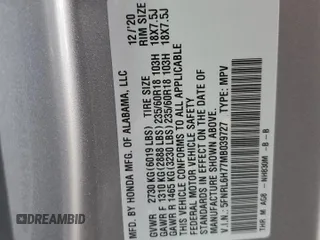 MFD. BY HONDA MFG. OF ALABAMA, LLC 12/'20
TIRE SIZE RIM SIZE
GVWR 2730 KG(6019 LBS)
GAWR F 1310 KG(2888 LBS) 235/60R18 103H 18X7.5J
GAWR R 1465 KG(3230 LBS) 235/60R18 103H 18X7.5J
THIS VEHICLE CONFORMS TO ALL APPLICABLE
FEDERAL MOTOR VEHICLE SAFETY
STANDARDS IN EFFECT ON THE DATE OF
MANUFACTURE SHOWN ABOVE.
V.I.N.: 5FNRL6H77MB039727 TYPE: MPV